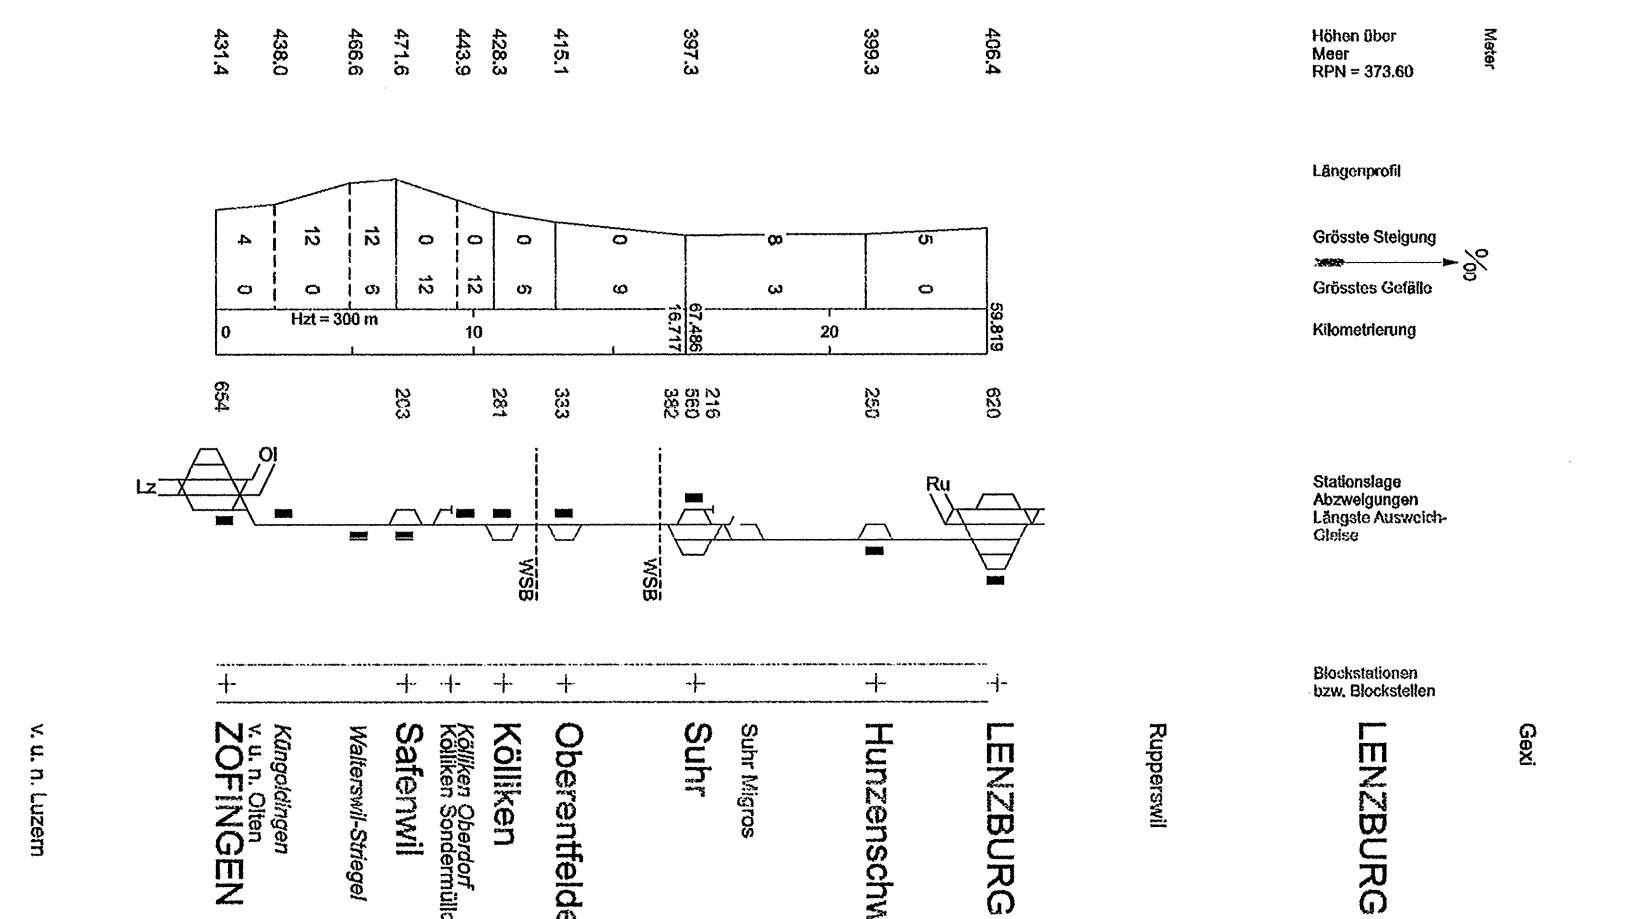 431.4
438.0
466.6
471.6
443.9
428.3
415.1
397.3
399.3
406.4
Höhen über
Meer
RPN = 373.60
Meter
Längenprofil
4
12
12
0
0
0
0
8
5
Grösste Steigung
0
0
6
12
12
6
9
3
0
Grösstes Gefälle
0/00
Hzt = 300 m
0
10
16.717
67.486
20
59.819
Kilometrierung
654
203
281
333
382
560
216
250
620
Lz
Ol
Ru
WSB
WSB
Stationslage
Abzweigungen
Längste Ausweich-
Gleise
Blockstationen
bzw. Blockstellen
v. u. n. Luzern
ZOFINGEN
v. u. n. Olten
Küngoldingen
Walterswil-Striegel
Safenwil
Kölliken Sondermüll
Kölliken Oberdorf
Kölliken
Oberentfelde
Suhr
Suhr Migros
Hunzenschw
LENZBURG
Rupperswil
LENZBURG
Gexi